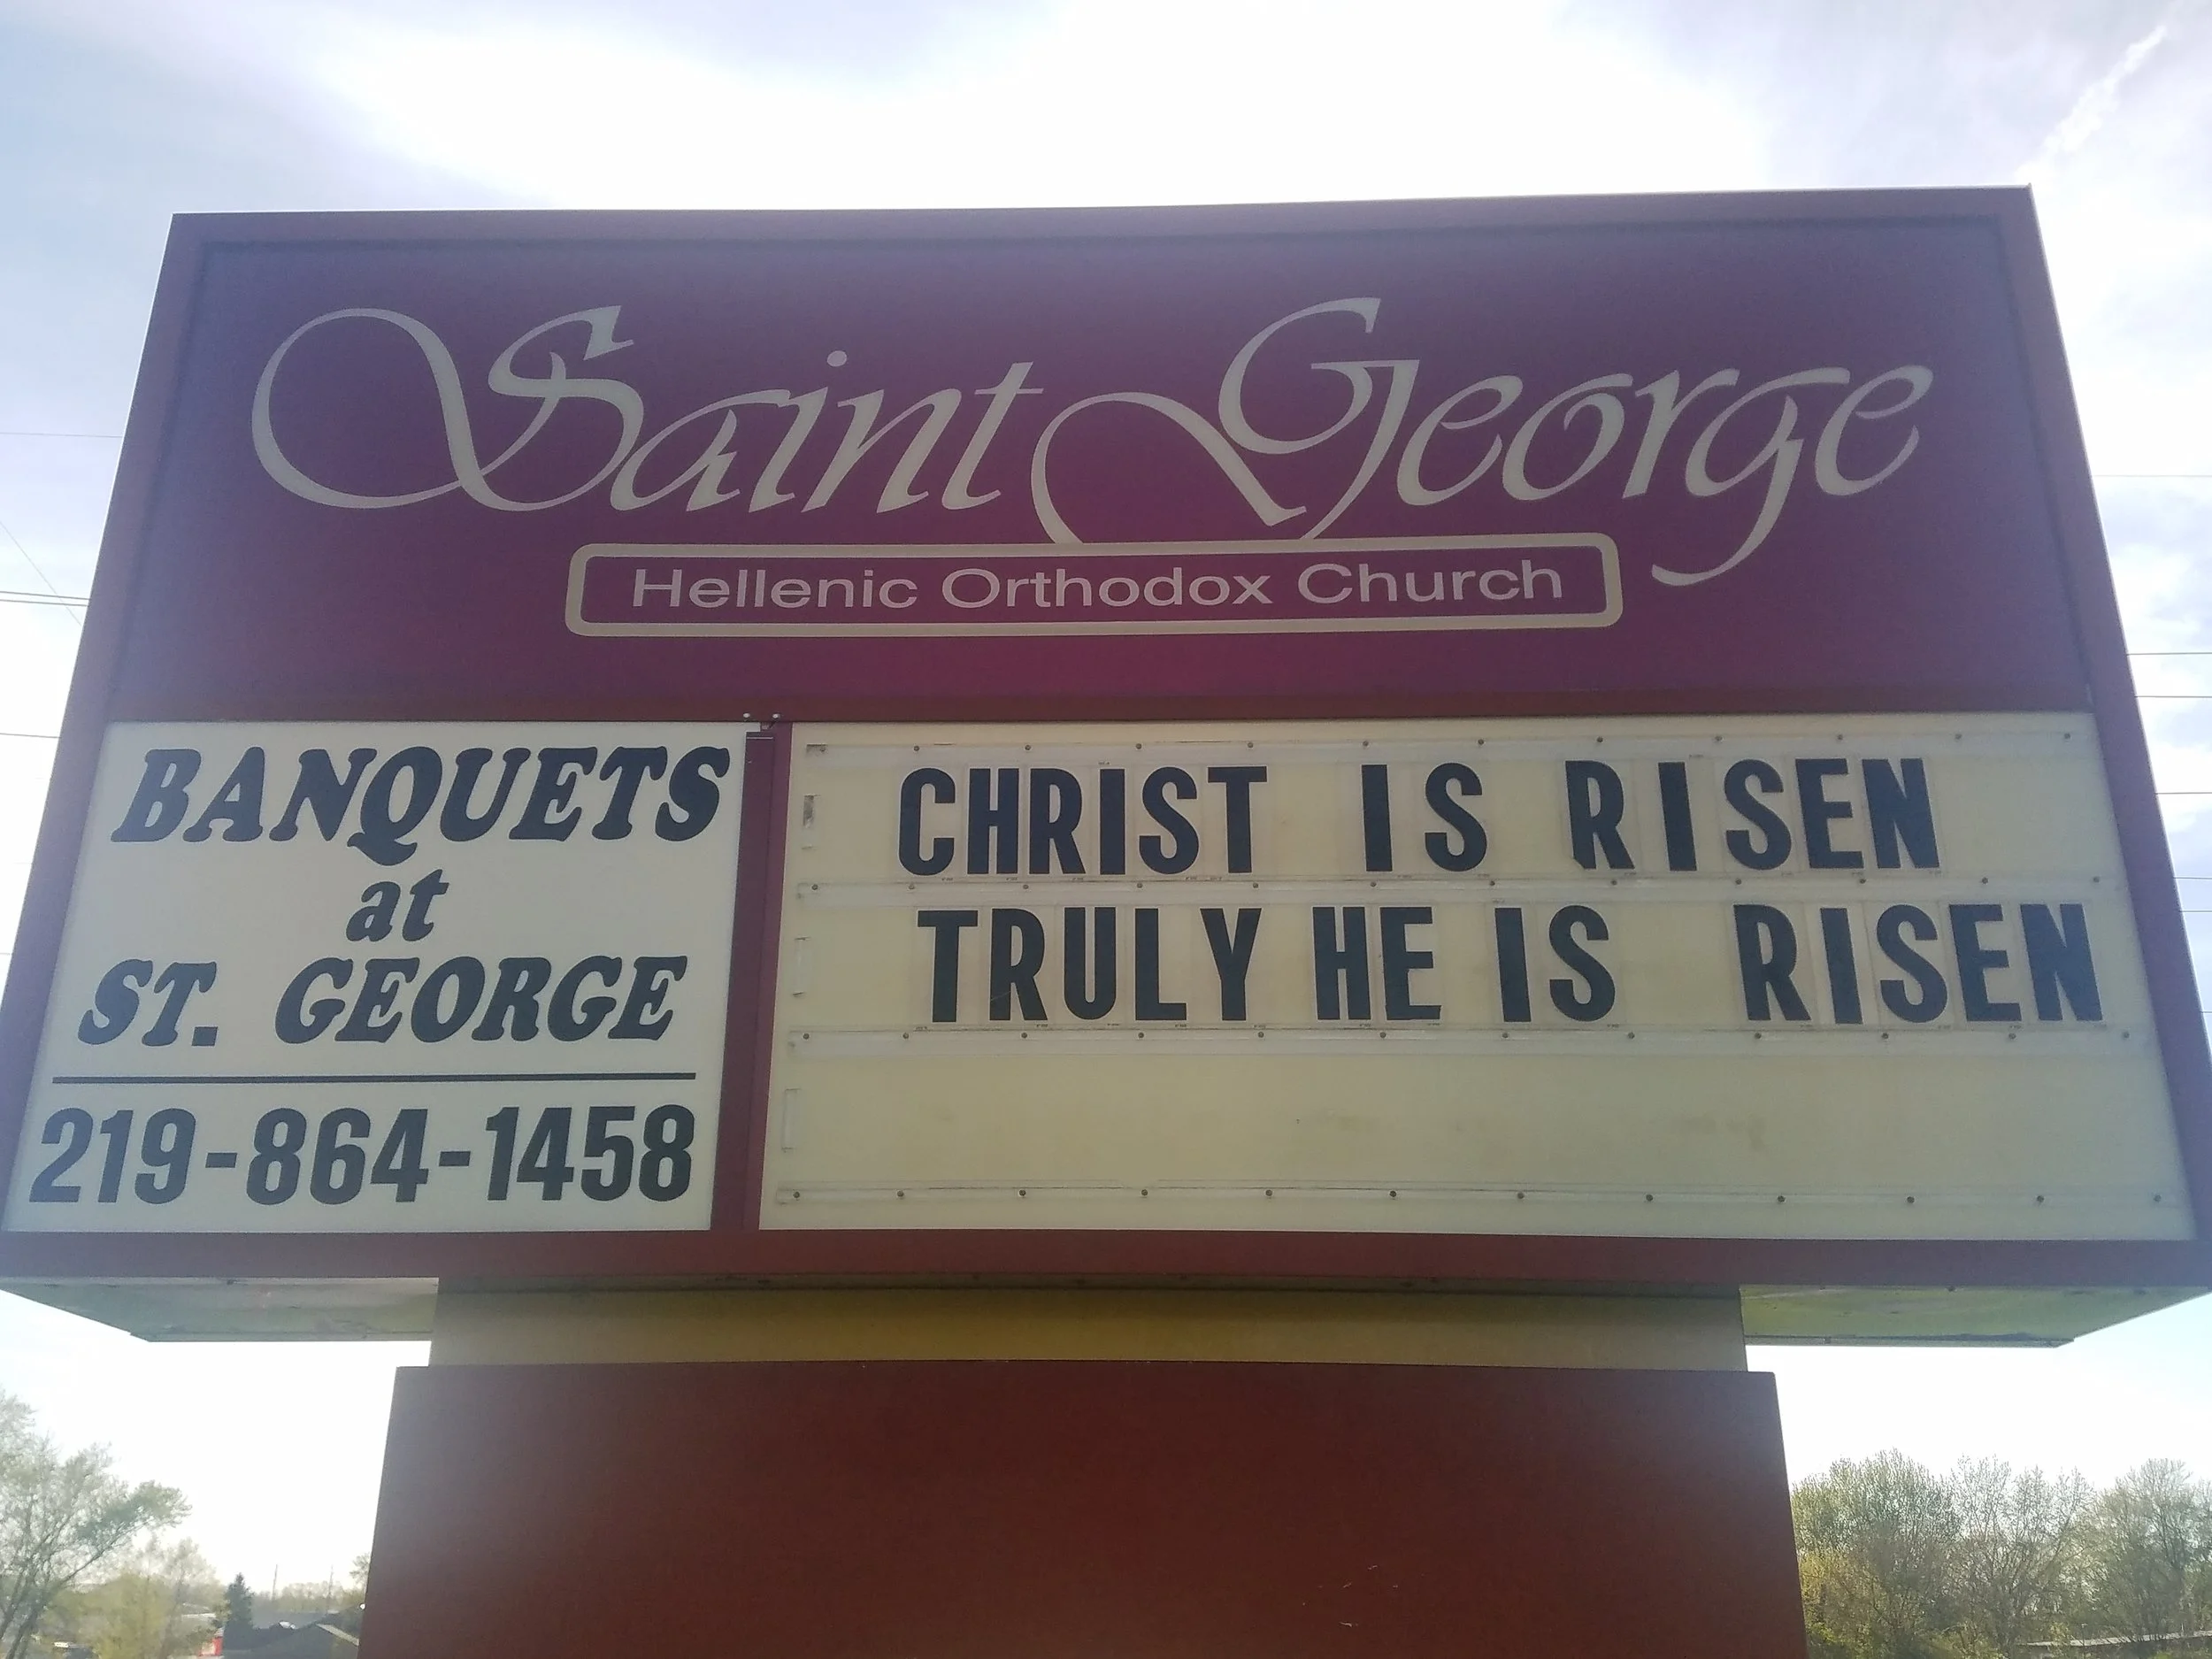 Saint George
Hellenic Orthodox Church
BANQUETS
at
ST. GEORGE
219-864-1458
CHRIST IS RISEN
TRULY HE IS RISEN